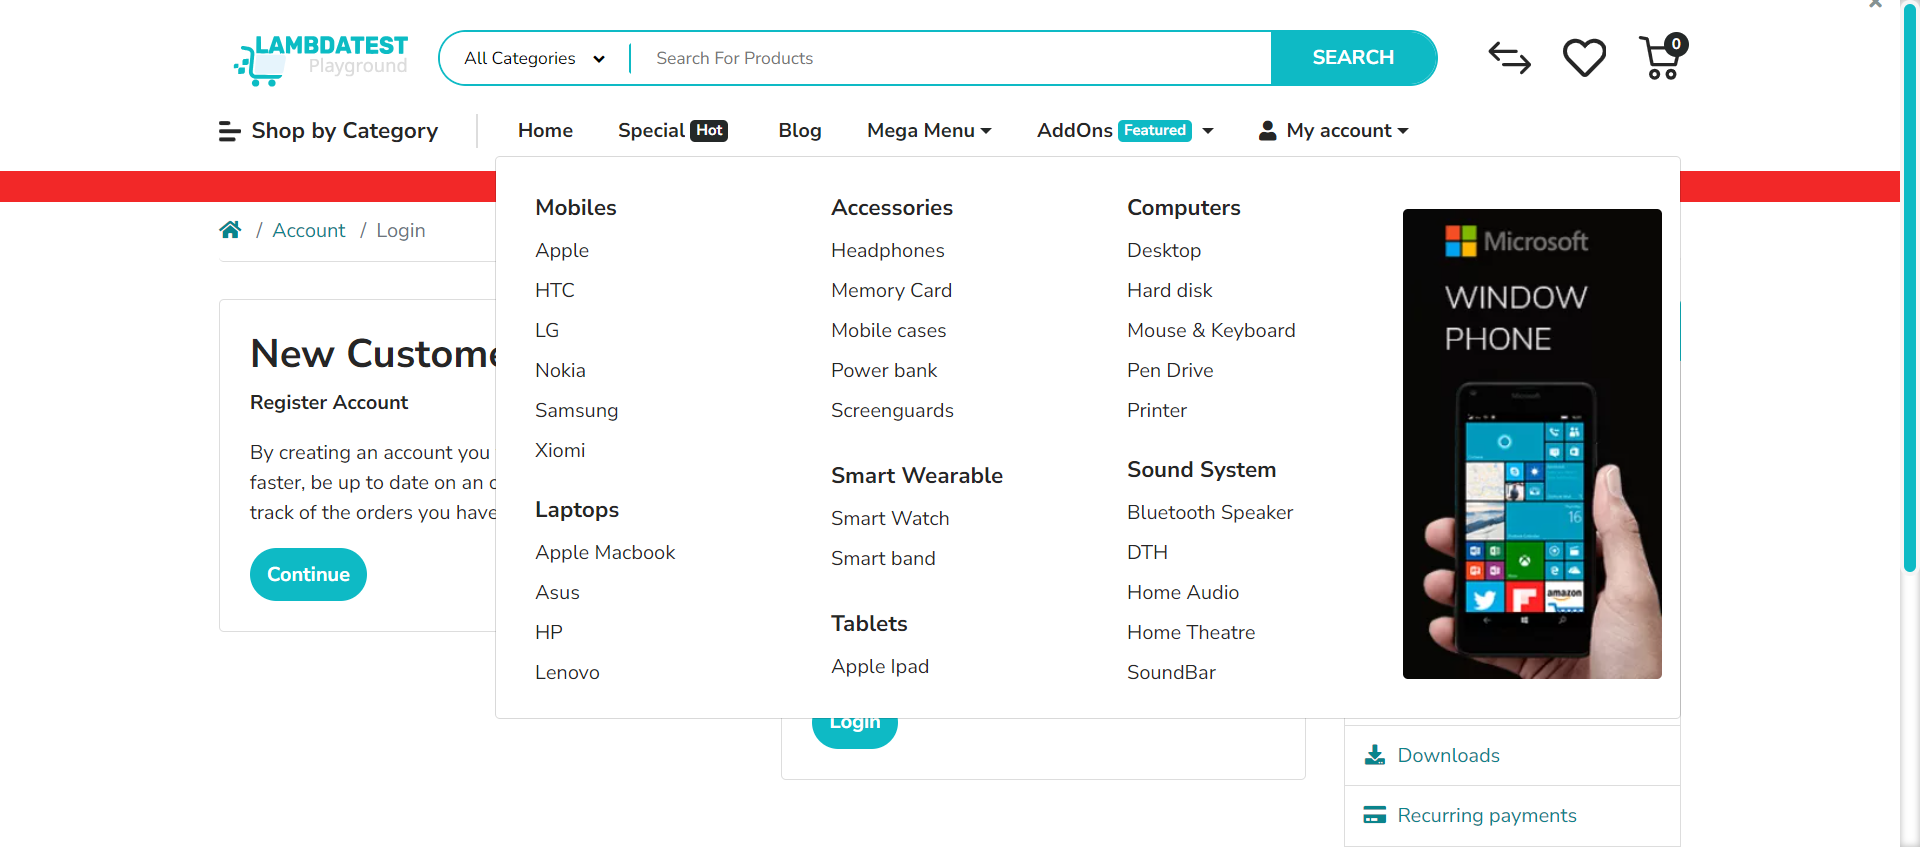 LAMBDATEST
Playground
All Categories
Search For Products
SEARCH
0
Shop by Category
Home
Special Hot
Blog
Mega Menu
AddOns Featured
My account
/ Account / Login
New Custome
Register Account
By creating an account you
faster, be up to date on an o
track of the orders you have
Continue
Mobiles
Apple
HTC
LG
Nokia
Samsung
Xiomi
Laptops
Apple Macbook
Asus
HP
Lenovo
Accessories
Headphones
Memory Card
Mobile cases
Power bank
Screenguards
Smart Wearable
Smart Watch
Smart band
Tablets
Apple Ipad
Computers
Desktop
Hard disk
Mouse & Keyboard
Pen Drive
Printer
Sound System
Bluetooth Speaker
DTH
Home Audio
Home Theatre
SoundBar
Microsoft
WINDOW
PHONE
Microsoft
16
amazon
Login
Downloads
Recurring payments